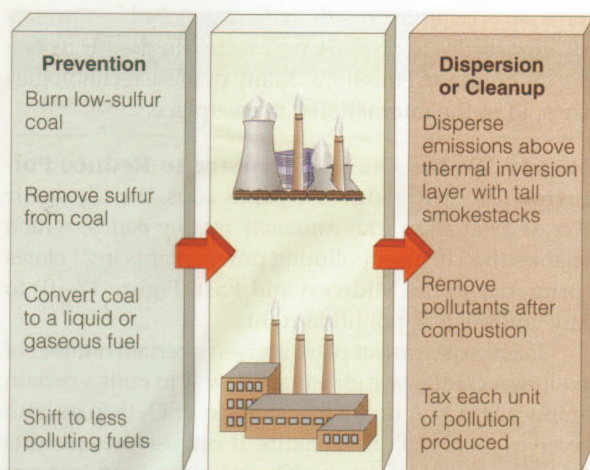 Prevention
Burn low-sulfur
coal
Remove sulfur
from coal
Convert coal
to a liquid or
gaseous fuel
Shift to less
polluting fuels
Dispersion
or Cleanup
Disperse
emissions above
thermal inversion
layer with tall
smokestacks
Remove
pollutants after
combustion
Tax each unit
of pollution
produced